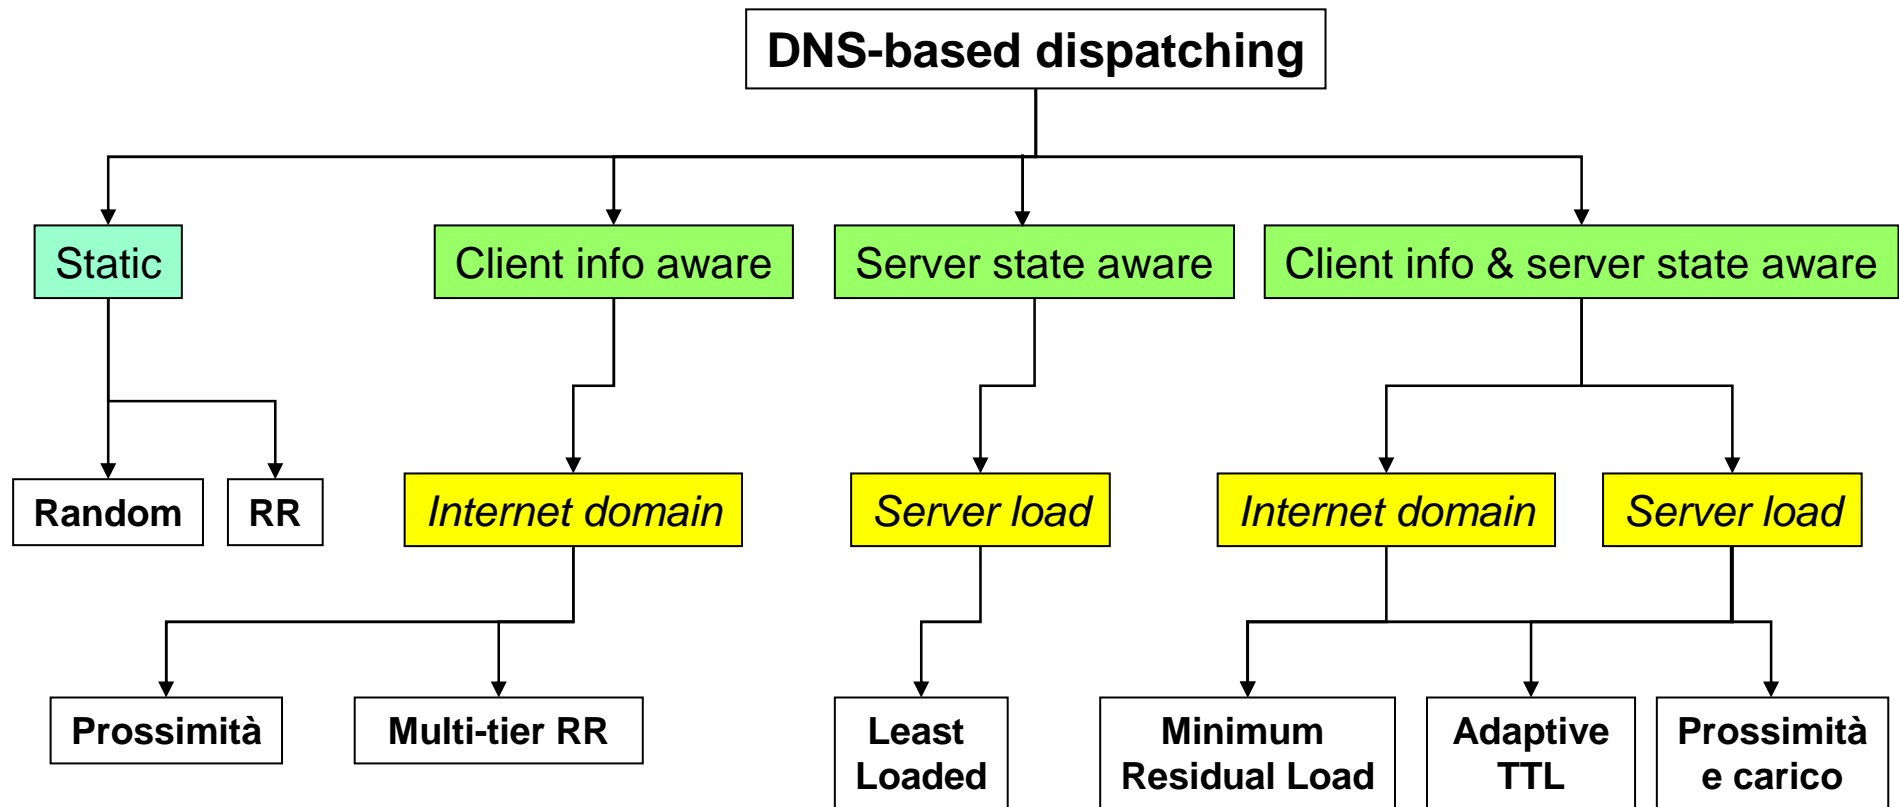 DNS-based dispatching
Static
Client info aware
Server state aware
Client info & server state aware
Random
RR
Internet domain
Server load
Internet domain
Server load
Prossimità
Multi-tier RR
Least
Loaded
Minimum
Residual Load
Adaptive
TTL
Prossimità
e carico